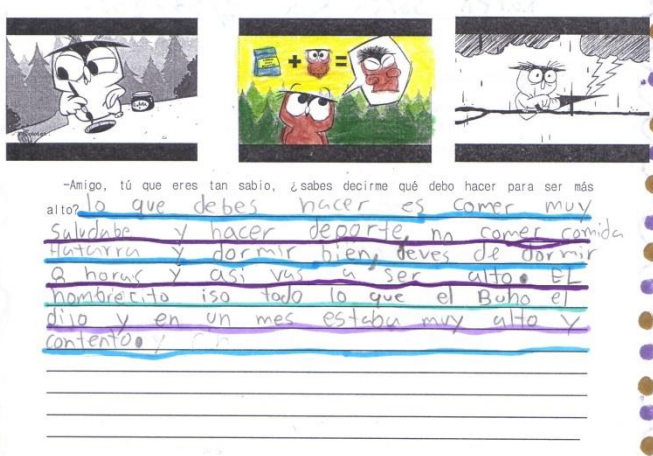 -Amigo, tú que eres tan sabio, ¿sabes decirme qué debo hacer para ser más
alto? lo que debes hacer es comer muy
Saludabe y hacer deporte, no comer comida
Hatarra y dormir bien, deves de dormir
8 horas y asi vas a ser alto. EL
hombrecito iso todo lo que el Buho el
dijo y en un mes estaba muy alto y
contento. y